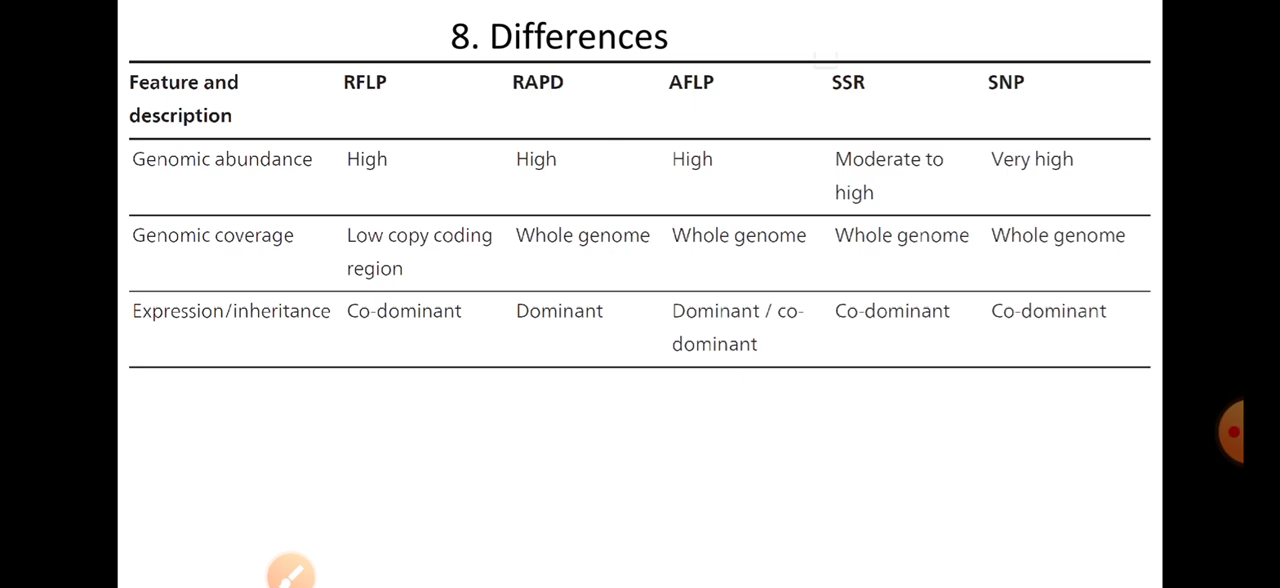 8. Differences
Feature and description RFLP RAPD AFLP SSR SNP
Genomic abundance High High High Moderate to high Very high
Genomic coverage Low copy coding region Whole genome Whole genome Whole genome Whole genome
Expression/inheritance Co-dominant Dominant Dominant / co-dominant Co-dominant Co-dominant